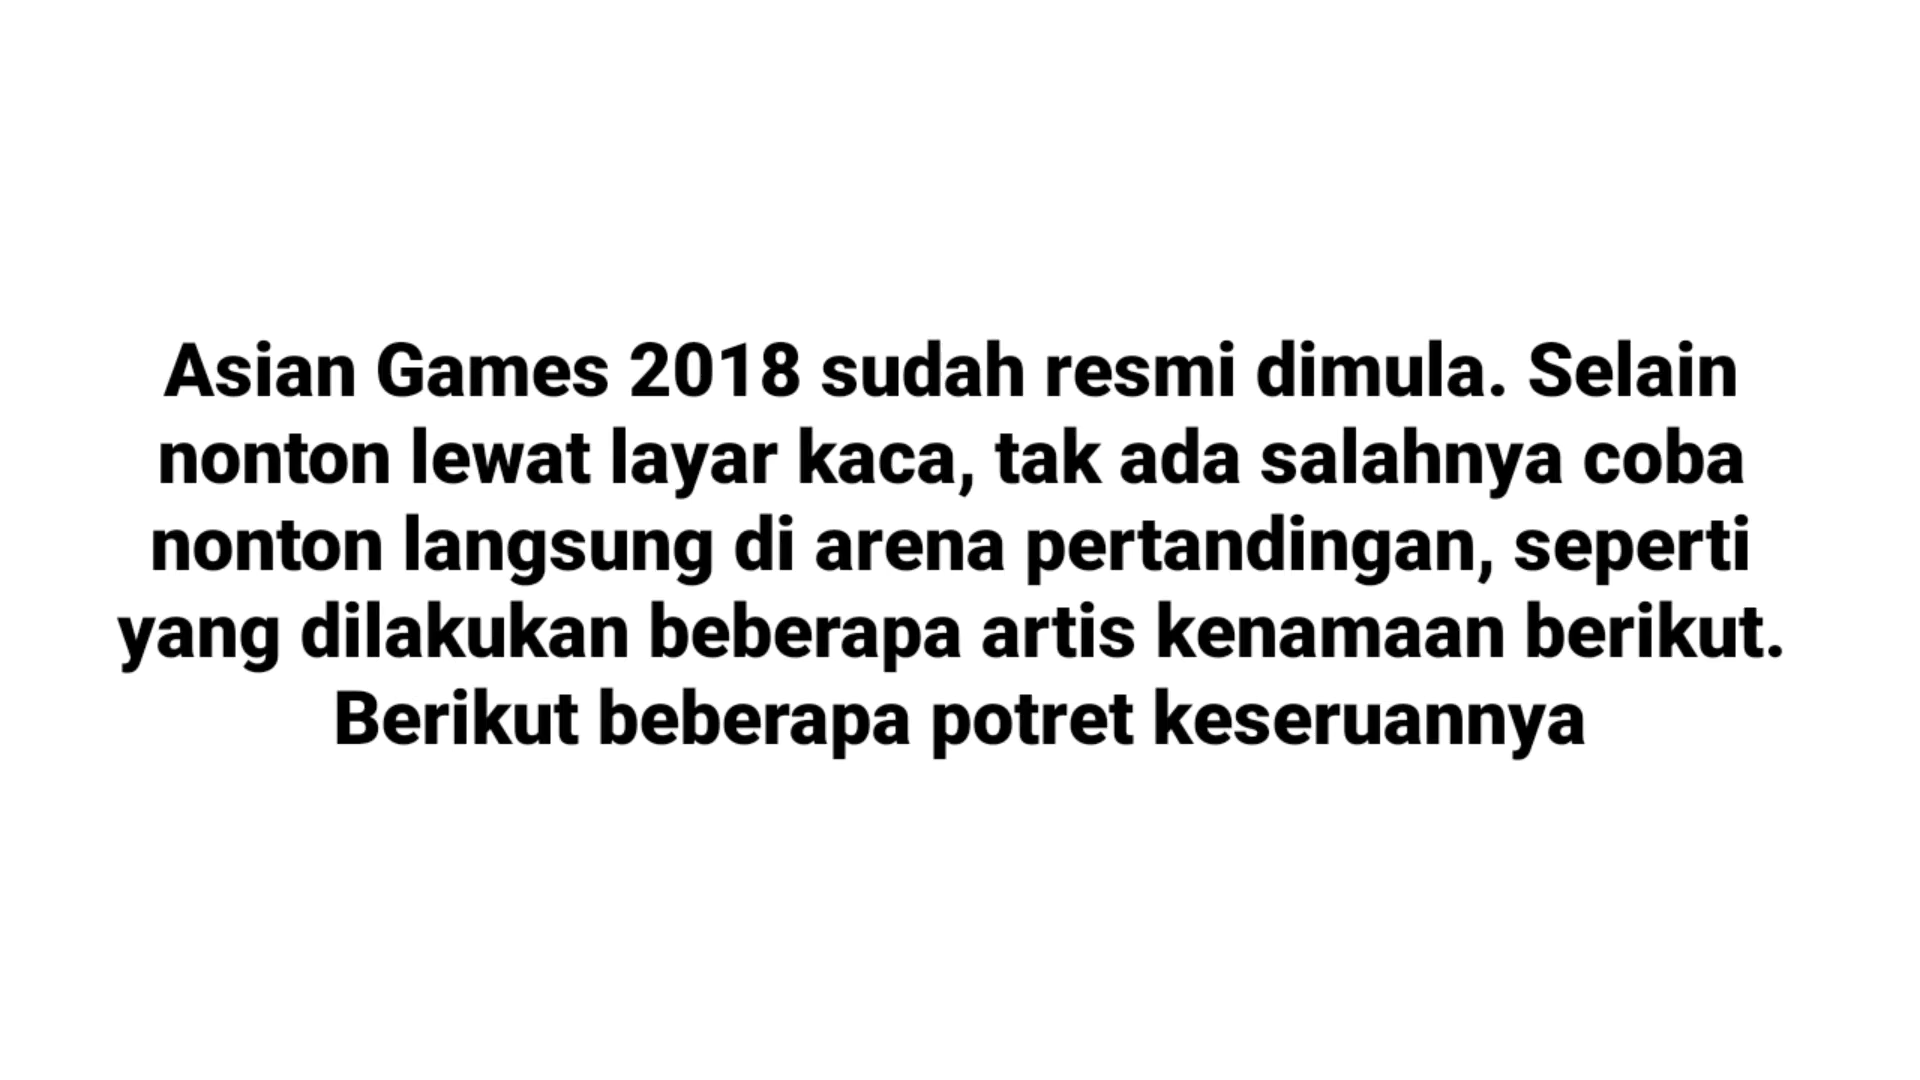 Asian Games 2018 sudah resmi dimula. Selain
nonton lewat layar kaca, tak ada salahnya coba
nonton langsung di arena pertandingan, seperti
yang dilakukan beberapa artis kenamaan berikut.
Berikut beberapa potret keseruannya